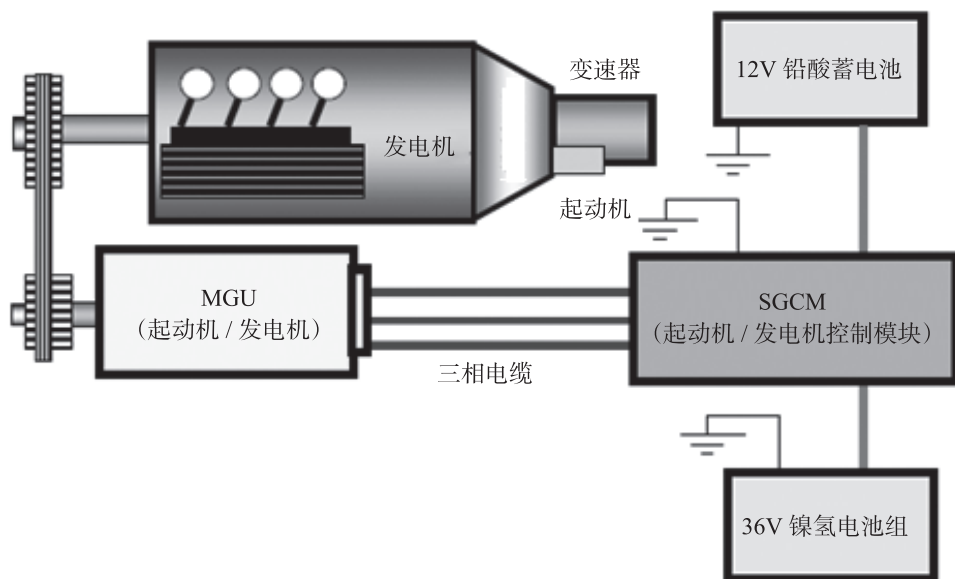 变速器
12V 铅酸蓄电池
发电机
起动机
MGU
（起动机 / 发电机）
SGCM
（起动机 / 发电机控制模块）
三相电缆
36V 镍氢电池组